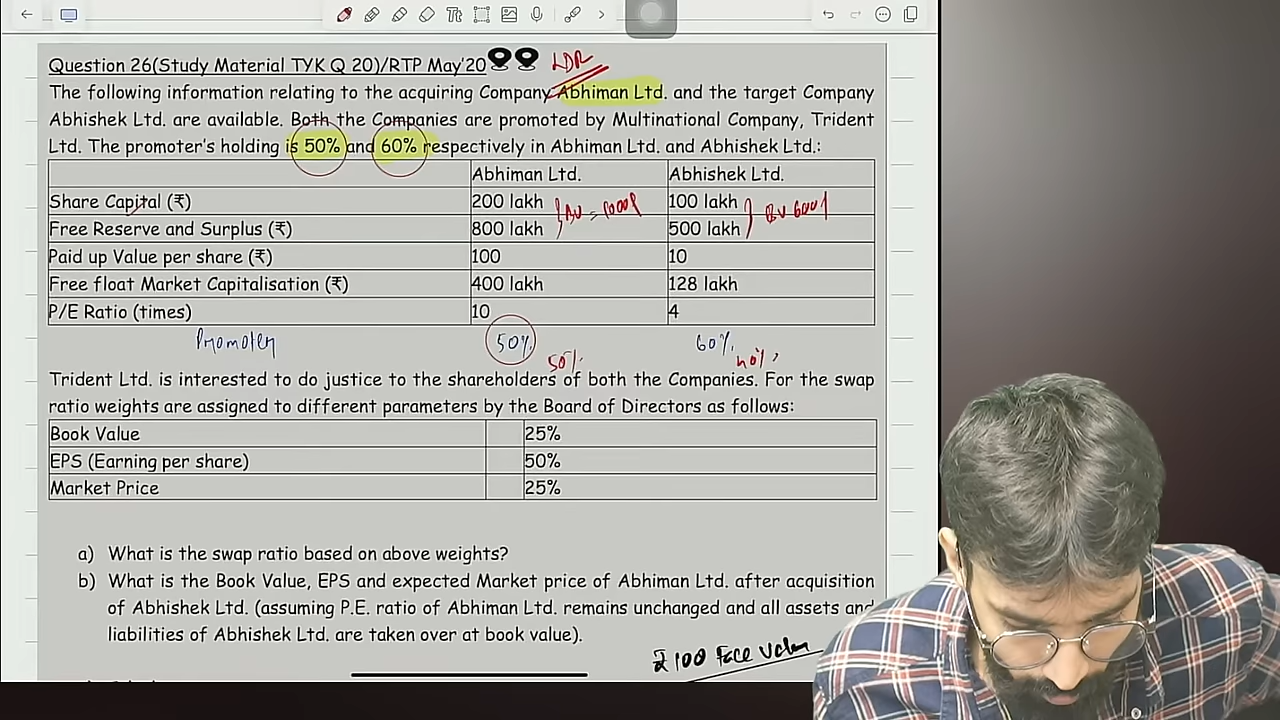 Tt
Question 26(Study Material TYK Q 20)/RTP May'20 LDR
The following information relating to the acquiring Company Abhiman Ltd. and the target Company
Abhishek Ltd. are available. Both the Companies are promoted by Multinational Company, Trident
Ltd. The promoter's holding is 50% and 60% respectively in Abhiman Ltd. and Abhishek Ltd.:
Abhiman Ltd. Abhishek Ltd.
Share Capital (₹) 200 lakh 100 lakh
BV = 1000l BV 600l
Free Reserve and Surplus (₹) 800 lakh 500 lakh
Paid up Value per share (₹) 100 10
Free float Market Capitalisation (₹) 400 lakh 128 lakh
P/E Ratio (times) 10 4
Promoter 50% 60%
50% 40%
Trident Ltd. is interested to do justice to the shareholders of both the Companies. For the swap
ratio weights are assigned to different parameters by the Board of Directors as follows:
Book Value 25%
EPS (Earning per share) 50%
Market Price 25%
a) What is the swap ratio based on above weights?
b) What is the Book Value, EPS and expected Market price of Abhiman Ltd. after acquisition
of Abhishek Ltd. (assuming P.E. ratio of Abhiman Ltd. remains unchanged and all assets and
liabilities of Abhishek Ltd. are taken over at book value).
₹100 Face Value